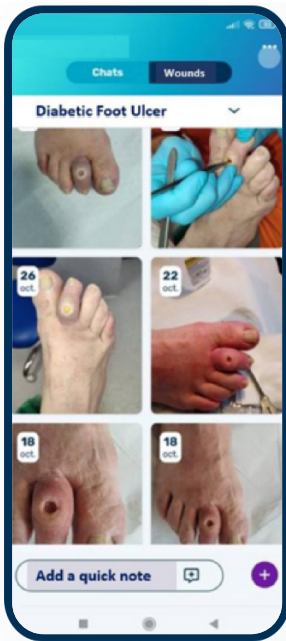 Chats Wounds
Diabetic Foot Ulcer
26
oct.
22
oct.
18
oct.
18
oct.
Add a quick note